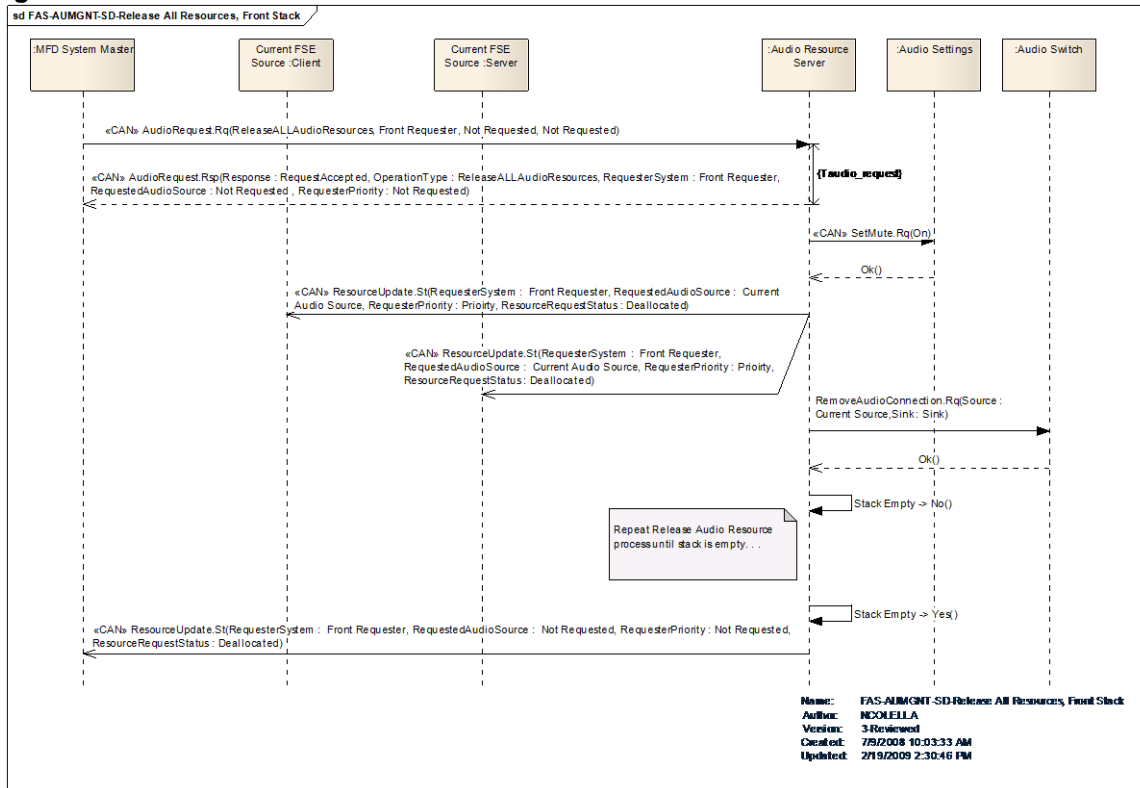 sd FAS-AUMGNT-SD-Release All Resources, Front Stack
:MFD System Master
Current FSE
Source :Client
Current FSE
Source :Server
:Audio Resource
Server
:Audio Settings
:Audio Switch
«CAN» AudioRequest.Rq(ReleaseALLAudioResources, Front Requester, Not Requested, Not Requested)
{Taudio_request}
«CAN» AudioRequest.Rsp(Response : RequestAccepted, OperationType : ReleaseALLAudioResources, RequesterSystem : Front Requester,
RequestedAudioSource : Not Requested , RequesterPriority : Not Requested)
«CAN» SetMute.Rq(On)
Ok()
«CAN» ResourceUpdate.St(RequesterSystem :  Front Requester, RequestedAudioSource :  Current
Audio Source, RequesterPriority : Prioirty, ResourceRequestStatus : Deallocated)
«CAN» ResourceUpdate.St(RequesterSystem :  Front Requester,
RequestedAudioSource :  Current Audio Source, RequesterPriority : Prioirty,
ResourceRequestStatus : Deallocated)
RemoveAudioConnection.Rq(Source :
Current Source,Sink : Sink)
Ok()
Stack Empty -> No()
Repeat Release Audio Resource
process until stack is empty. . .
Stack Empty -> Yes()
«CAN» ResourceUpdate.St(RequesterSystem :  Front Requester, RequestedAudioSource :  Not Requested, RequesterPriority : Not Requested,
ResourceRequestStatus : Deallocated)
Name: FAS-AUMGNT-SD-Release All Resources, Front Stack
Author: NCOLELLA
Version: 3-Reviewed
Created: 7/9/2008 10:03:33 AM
Updated: 2/19/2009 2:30:46 PM